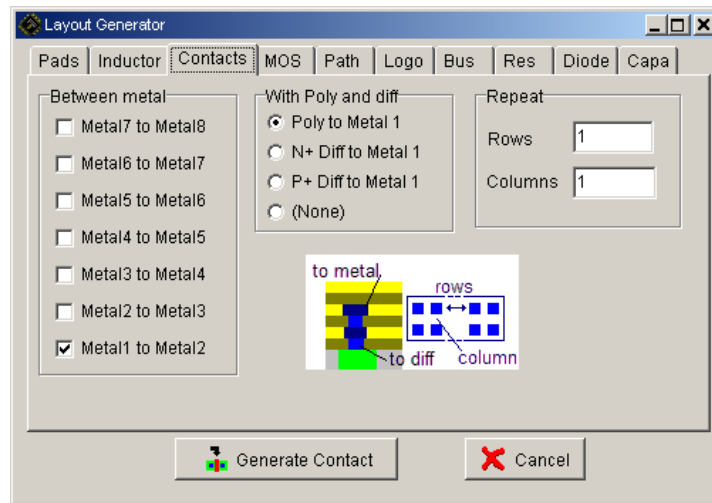 Layout Generator
Pads Inductor Contacts MOS Path Logo Bus Res Diode Capa
Between metal
Metal7 to Metal8
Metal6 to Metal7
Metal5 to Metal6
Metal4 to Metal5
Metal3 to Metal4
Metal2 to Metal3
Metal1 to Metal2
With Poly and diff
Poly to Metal 1
N+ Diff to Metal 1
P+ Diff to Metal 1
(None)
Repeat
Rows 1
Columns 1
to metal
rows
to diff
column
Generate Contact
Cancel